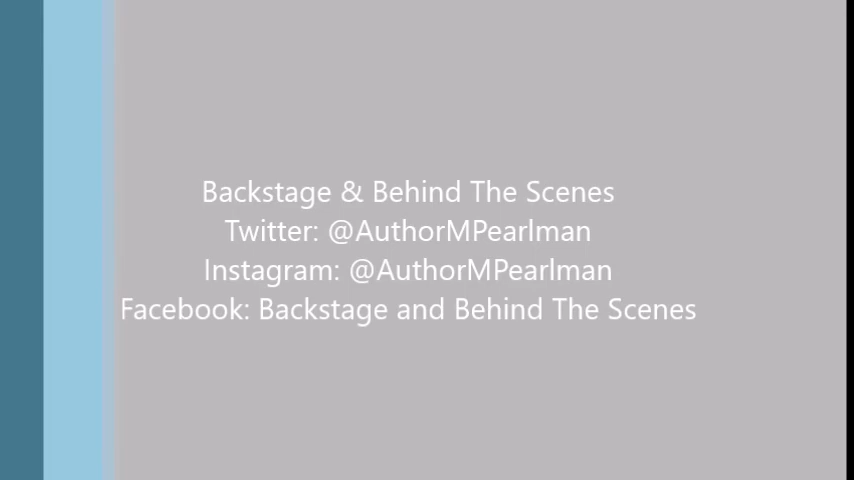 Backstage & Behind The Scenes
Twitter: @AuthorMPearlman
Instagram: @AuthorMPearlman
Facebook: Backstage and Behind The Scenes